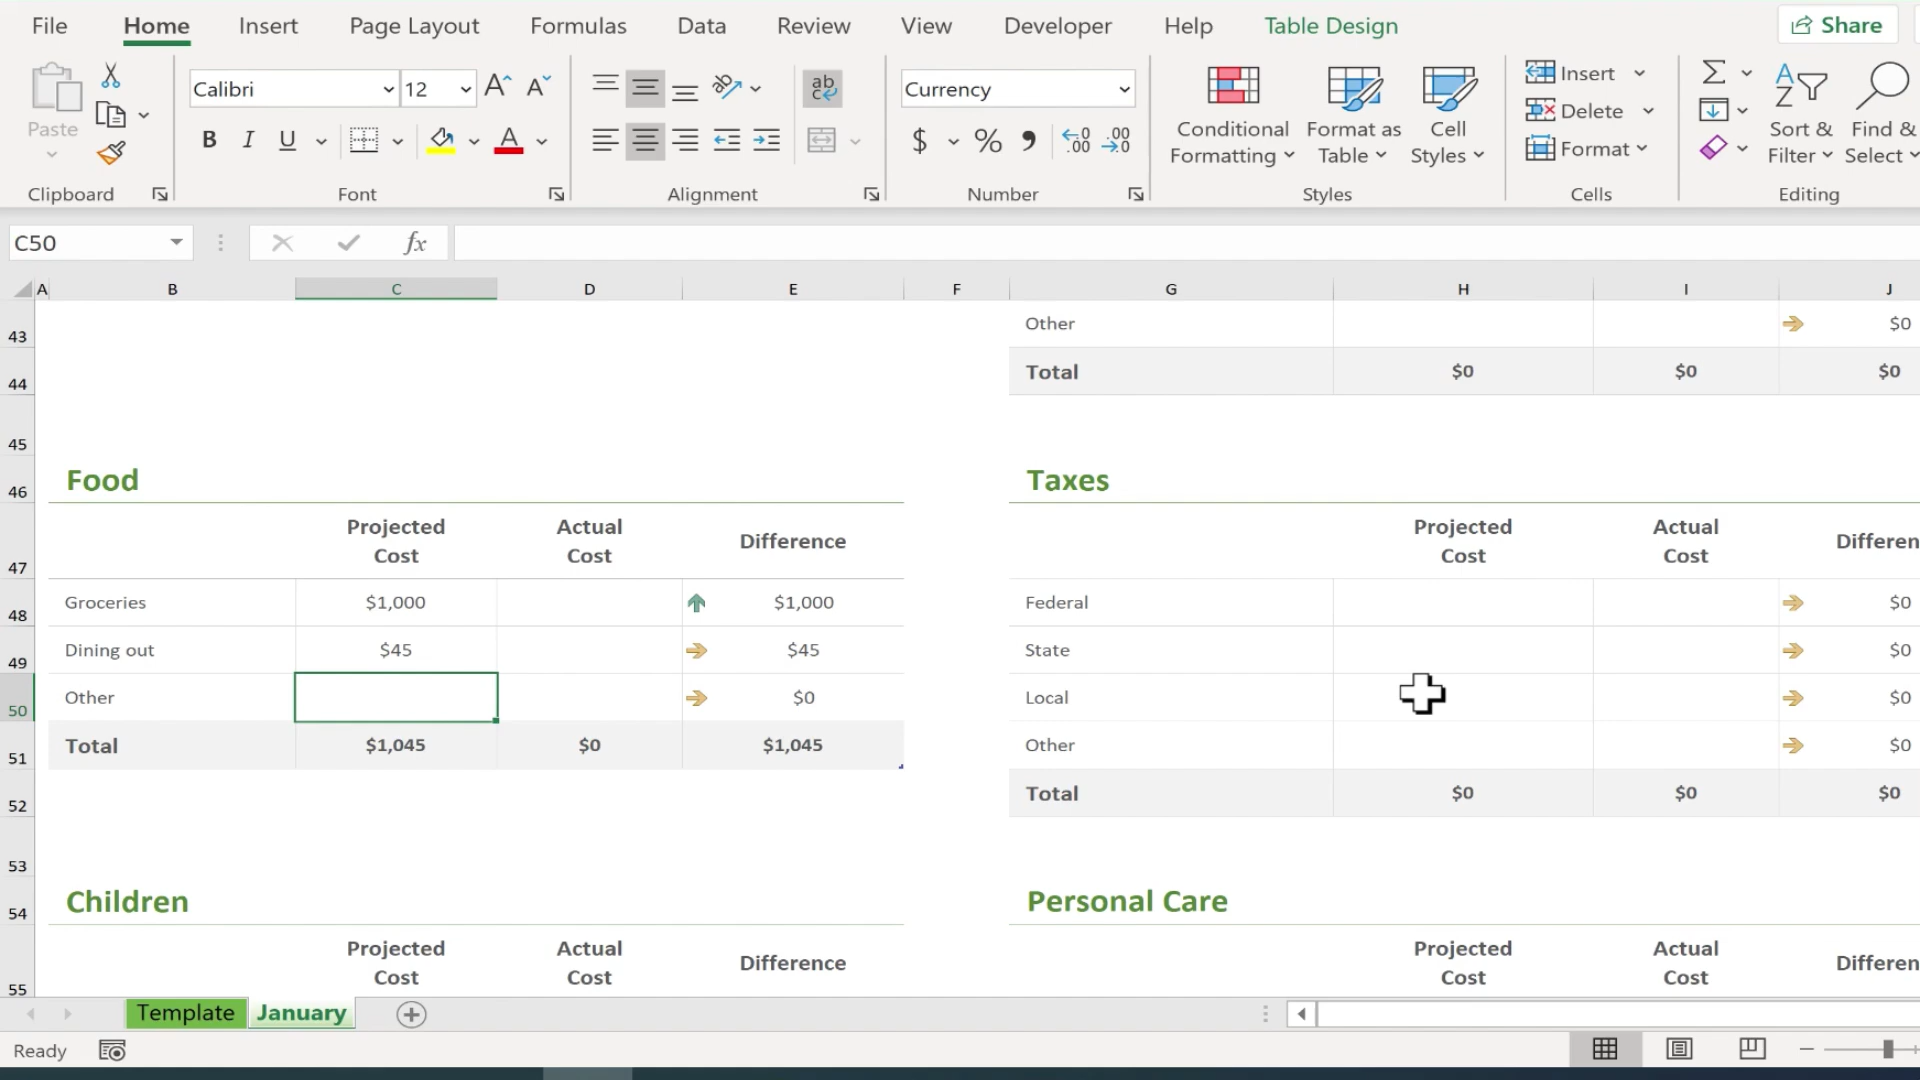 File Home Insert Page Layout Formulas Data Review View Developer Help Table Design Share
Paste
Clipboard
Calibri 12
B I U
Font
ab
c
Alignment
Currency
$ % 9 .00 .00
Number
Conditional
Formatting
Format as
Table
Cell
Styles
Styles
Insert
Delete
Format
Cells
Sort &
Filter
Find &
Select
Editing
C50 fx
A B C D E F G H I J
43 Other $0
44 Total $0 $0 $0
45
46 Food Taxes
47 Projected Cost Actual Cost Difference Projected Cost Actual Cost Differen
48 Groceries $1,000 $1,000 Federal $0
49 Dining out $45 $45 State $0
50 Other $0 Local $0
51 Total $1,045 $0 $1,045 Other $0
52 Total $0 $0 $0
53
54 Children Personal Care
55 Projected Cost Actual Cost Difference Projected Cost Actual Cost Differen
Template January
Ready